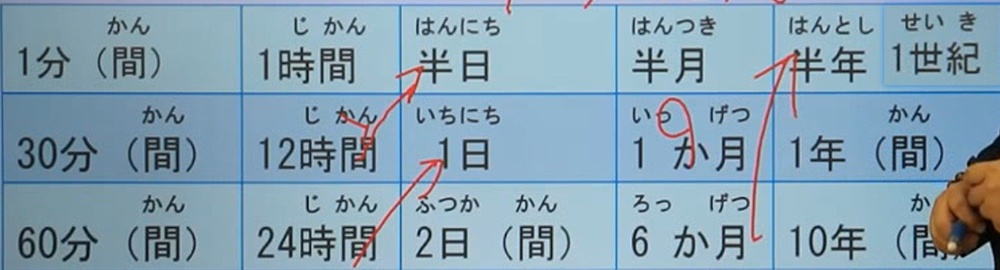 かん じ かん はんにち はんつき はんとし せい き
1分（間） 1時間 半日 半月 半年 1世紀
かん じ かん いちにち いっ げつ かん
30分（間） 12時間 1日 1か月 1年（間）
かん じ かん ふつか かん ろっ げつ か
60分（間） 24時間 2日（間） 6か月 10年（間